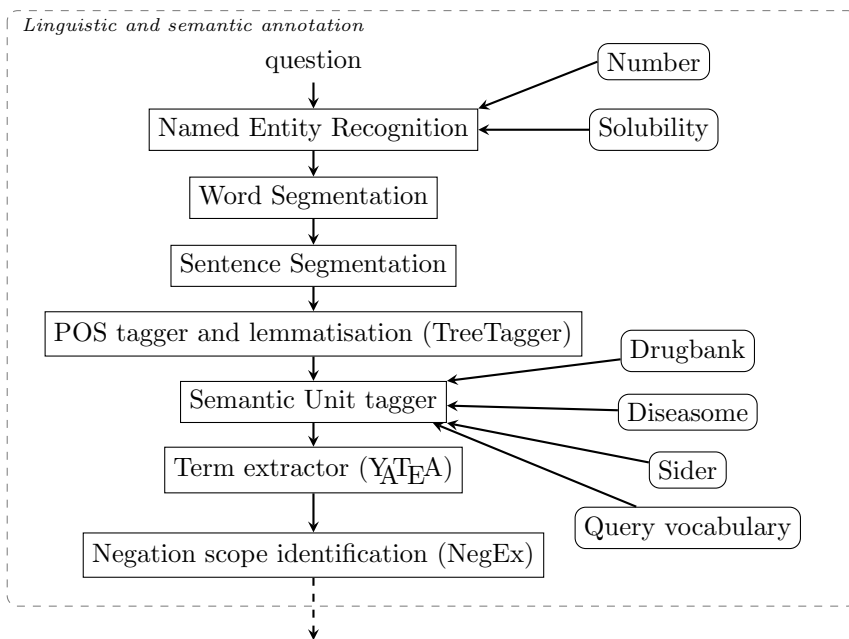 Linguistic and semantic annotation
question
Number
Named Entity Recognition
Solubility
Word Segmentation
Sentence Segmentation
POS tagger and lemmatisation (TreeTagger)
Drugbank
Semantic Unit tagger
Diseasome
Term extractor (YATEA)
Sider
Query vocabulary
Negation scope identification (NegEx)